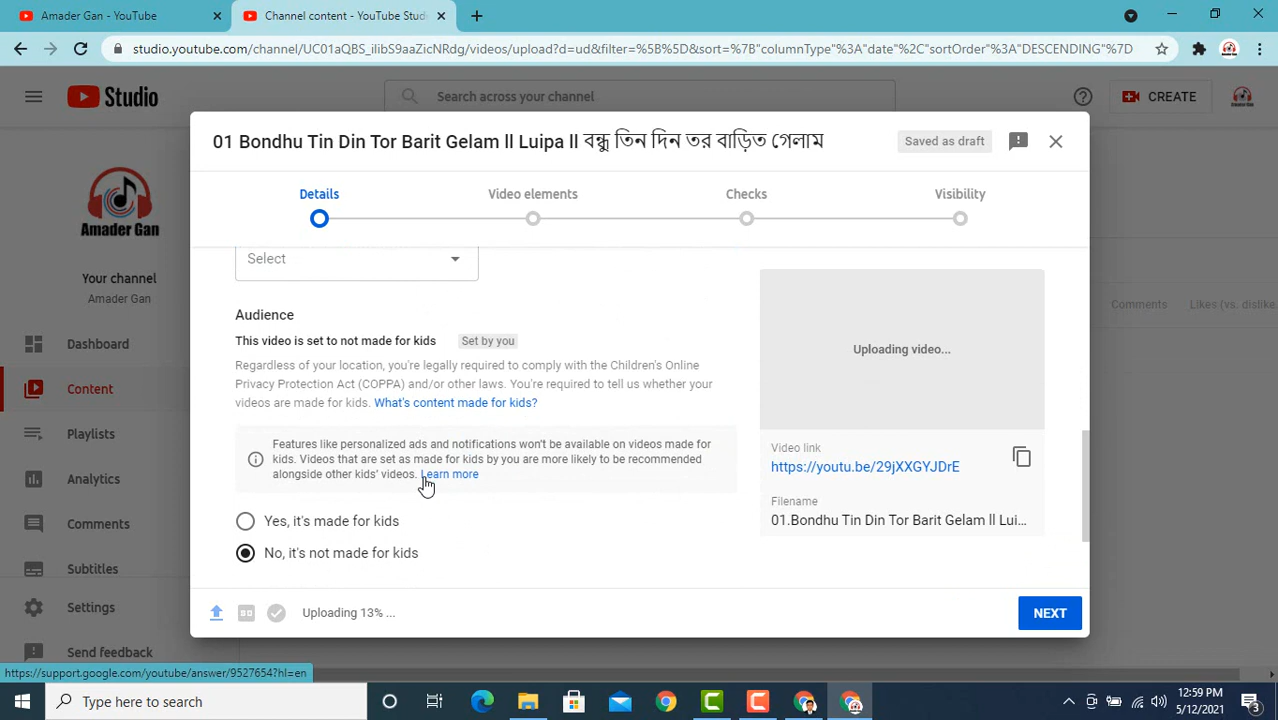 Amader Gan - YouTube
Channel content - YouTube Stud
studio.youtube.com/channel/UC01aQBS_ilibS9aaZicNRdg/videos/upload?d=ud&filter=%5B%5D&sort=%7B"columnType"%3A"date"%2C"sortOrder"%3A"DESCENDING"%7D
Studio
Search across your channel
CREATE
Amader Gan
Your channel
Amader Gan
Dashboard
Content
Playlists
Analytics
Comments
Subtitles
Settings
Send feedback
Comments
Likes (vs. dislike
01 Bondhu Tin Din Tor Barit Gelam ll Luipa ll বন্ধু তিন দিন তর বাড়িত গেলাম
Saved as draft
Details
Video elements
Checks
Visibility
Select
Audience
This video is set to not made for kids
Set by you
Regardless of your location, you're legally required to comply with the Children's Online
Privacy Protection Act (COPPA) and/or other laws. You're required to tell us whether your
videos are made for kids. What's content made for kids?
Features like personalized ads and notifications won't be available on videos made for
kids. Videos that are set as made for kids by you are more likely to be recommended
alongside other kids' videos. Learn more
Yes, it's made for kids
No, it's not made for kids
Uploading video...
Video link
https://youtu.be/29jXXGYJDrE
Filename
01.Bondhu Tin Din Tor Barit Gelam ll Lui...
Uploading 13% ...
NEXT
https://support.google.com/youtube/answer/9527654?hl=en
Type here to search
12:59 PM
5/12/2021
3